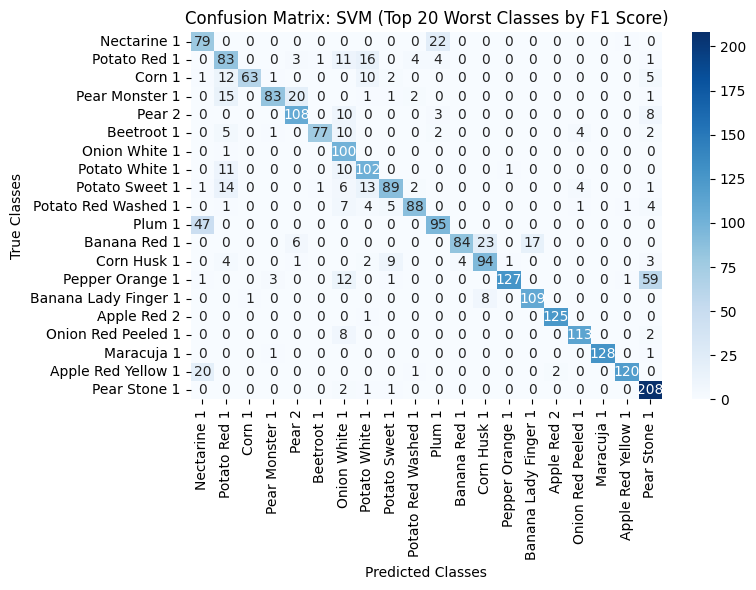 Confusion Matrix: SVM (Top 20 Worst Classes by F1 Score)
True Classes
Nectarine 1 79 0 0 0 0 0 0 0 0 0 22 0 0 0 0 0 0 0 1 0
Potato Red 1 0 83 0 0 3 1 11 16 0 4 4 0 0 0 0 0 0 0 0 1
Corn 1 1 12 63 1 0 0 0 10 2 0 0 0 0 0 0 0 0 0 0 5
Pear Monster 1 0 15 0 83 20 0 0 1 1 2 0 0 0 0 0 0 0 0 0 1
Pear 2 0 0 0 0 108 0 10 0 0 0 3 0 0 0 0 0 0 0 0 8
Beetroot 1 0 5 0 1 0 77 10 0 0 0 2 0 0 0 0 0 4 0 0 2
Onion White 1 0 1 0 0 0 0 100 0 0 0 0 0 0 0 0 0 0 0 0 0
Potato White 1 0 11 0 0 0 0 10 102 0 0 0 0 0 1 0 0 0 0 0 0
Potato Sweet 1 1 14 0 0 0 1 6 13 89 2 0 0 0 0 0 0 4 0 0 1
Potato Red Washed 1 0 1 0 0 0 0 7 4 5 88 0 0 0 0 0 0 1 0 1 4
Plum 1 47 0 0 0 0 0 0 0 0 0 95 0 0 0 0 0 0 0 0 0
Banana Red 1 0 0 0 0 6 0 0 0 0 0 0 84 23 0 17 0 0 0 0 0
Corn Husk 1 0 4 0 0 1 0 0 2 9 0 0 4 94 1 0 0 0 0 0 3
Pepper Orange 1 1 0 0 3 0 0 12 0 1 0 0 0 0 127 0 0 0 0 1 59
Banana Lady Finger 1 0 0 1 0 0 0 0 0 0 0 0 0 8 0 109 0 0 0 0 0
Apple Red 2 0 0 0 0 0 0 0 1 0 0 0 0 0 0 0 125 0 0 0 0
Onion Red Peeled 1 0 0 0 0 0 0 8 0 0 0 0 0 0 0 0 0 113 0 0 2
Maracuja 1 0 0 0 1 0 0 0 0 0 0 0 0 0 0 0 0 0 128 0 1
Apple Red Yellow 1 20 0 0 0 0 0 0 0 0 1 0 0 0 0 0 2 0 0 120 0
Pear Stone 1 0 0 0 0 0 0 2 1 1 0 0 0 0 0 0 0 0 0 0 208
Nectarine 1
Potato Red 1
Corn 1
Pear Monster 1
Pear 2
Beetroot 1
Onion White 1
Potato White 1
Potato Sweet 1
Potato Red Washed 1
Plum 1
Banana Red 1
Corn Husk 1
Pepper Orange 1
Banana Lady Finger 1
Apple Red 2
Onion Red Peeled 1
Maracuja 1
Apple Red Yellow 1
Pear Stone 1
Predicted Classes
200
175
150
125
100
75
50
25
0